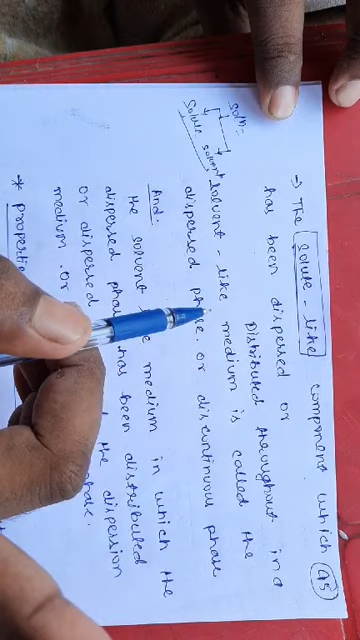 95
→ The solute - like component which
has been dispersed or
Distributed throughout in a
Soln=
Solute solvent
solvent - like medium is called the
dispersed phase. or discontinuous phase
And.
the solvent medium in which the
dispersed has been distributed
or dispersed the dispersion
medium. or phase.
* Properties